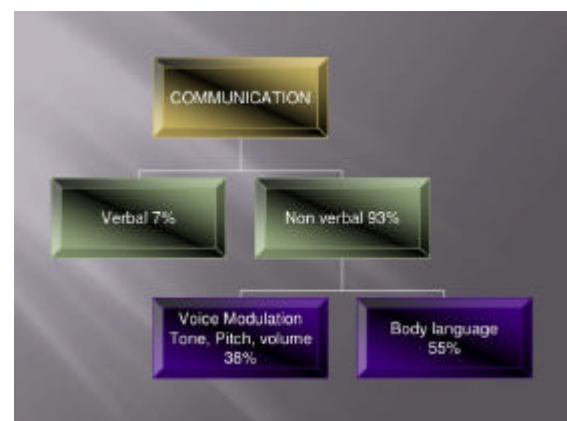 COMMUNICATION
Verbal 7%
Non verbal 93%
Voice Modulation
Tone, Pitch, volume
38%
Body language
55%